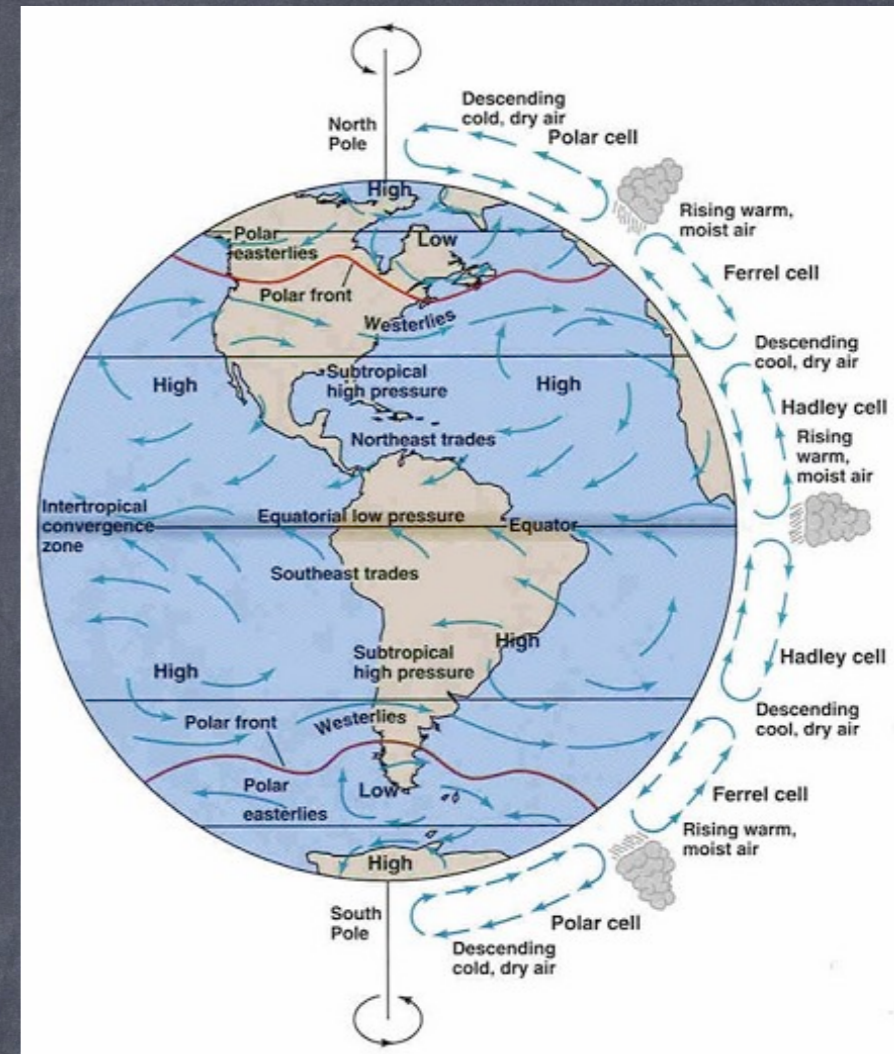 Descending
cold, dry air
Polar cell
North
Pole
High
Rising warm,
moist air
Polar
easterlies
Low
Ferrel cell
Polar front
Westerlies
Descending
cool, dry air
Subtropical
high pressure
High
High
Hadley cell
Northeast trades
Rising
warm,
moist air
Intertropical
convergence
zone
Equatorial low pressure
Equator
Southeast trades
High
Subtropical
high pressure
High
Hadley cell
Descending
cool, dry air
Polar front
Westerlies
Polar
easterlies
Low
Ferrel cell
Rising warm,
moist air
High
South
Pole
Polar cell
Descending
cold, dry air